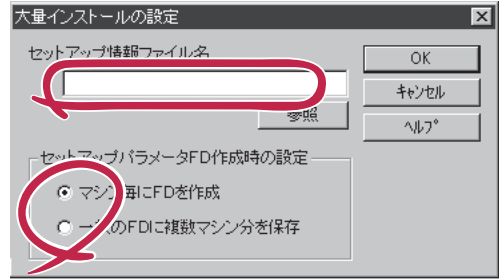 大量インストールの設定
セットアップ情報ファイル名
OK
キャンセル
参照
ヘルプ
セットアップパラメータFD作成時の設定
マシン毎にFDを作成
一枚のFDに複数マシン分を保存